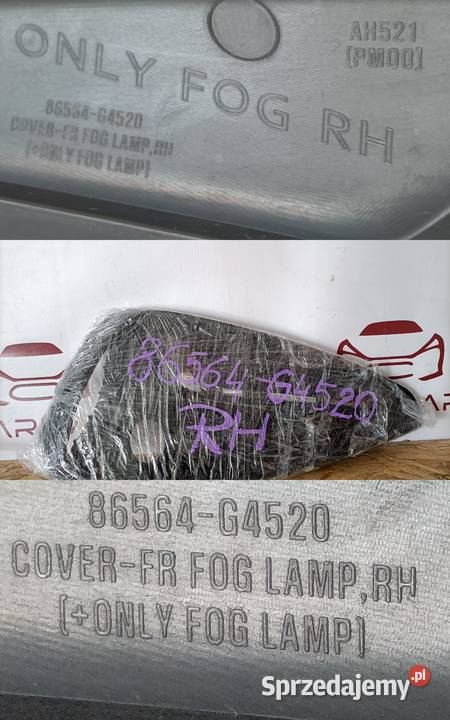 ONLY FOG RH
AH521
[PM00]
86564-G4520
COVER-FR FOG LAMP,RH
(+ONLY FOG LAMP)
86564-G4520
RH
AR
86564-G4520
COVER-FR FOG LAMP,RH
(+ONLY FOG LAMP)
Sprzedajemy.pl